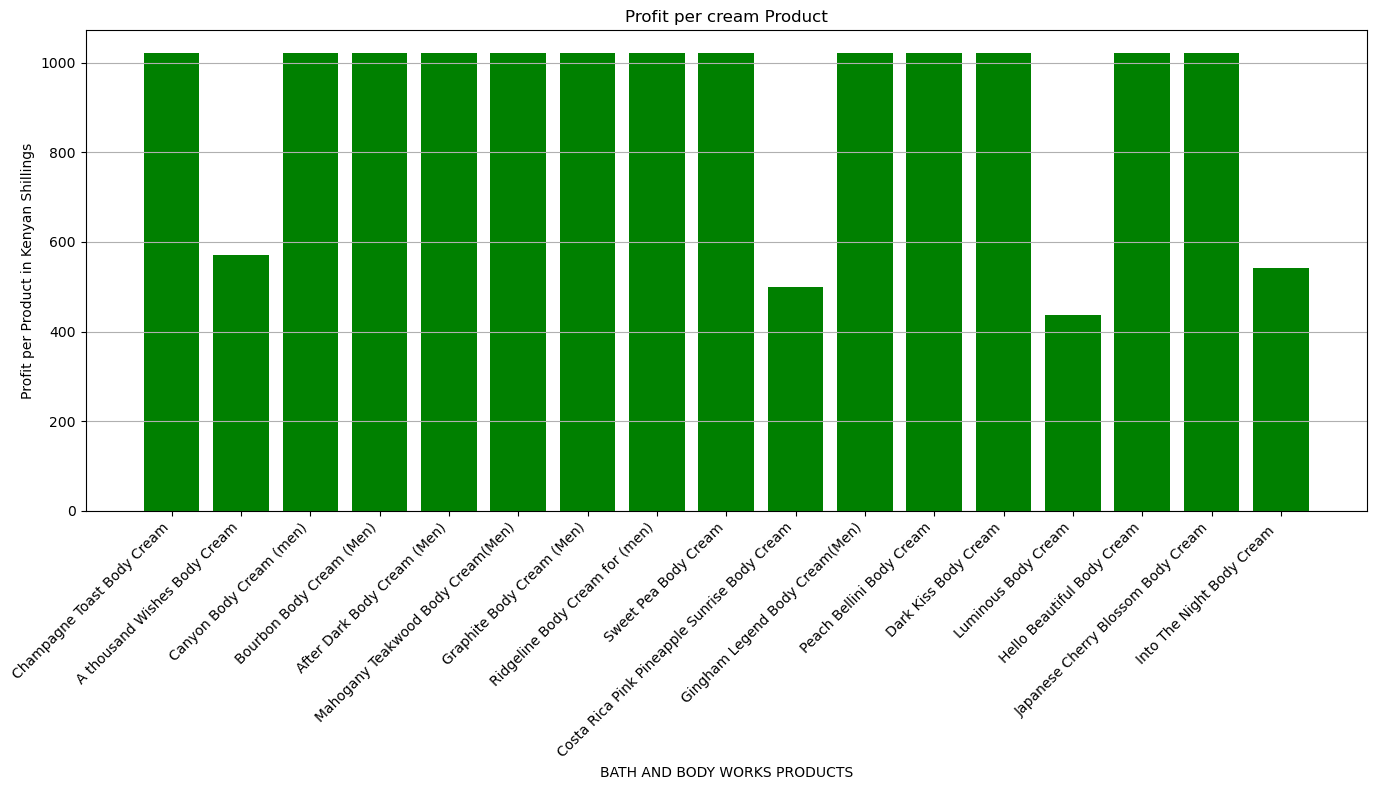 Profit per cream Product
Profit per Product in Kenyan Shillings
1000
800
600
400
200
0
Champagne Toast Body Cream
A thousand Wishes Body Cream
Canyon Body Cream (men)
Bourbon Body Cream (Men)
After Dark Body Cream (Men)
Mahogany Teakwood Body Cream(Men)
Graphite Body Cream (Men)
Ridgeline Body Cream for (men)
Sweet Pea Body Cream
Costa Rica Pink Pineapple Sunrise Body Cream
Gingham Legend Body Cream(Men)
Peach Bellini Body Cream
Dark Kiss Body Cream
Luminous Body Cream
Hello Beautiful Body Cream
Japanese Cherry Blossom Body Cream
Into The Night Body Cream
BATH AND BODY WORKS PRODUCTS